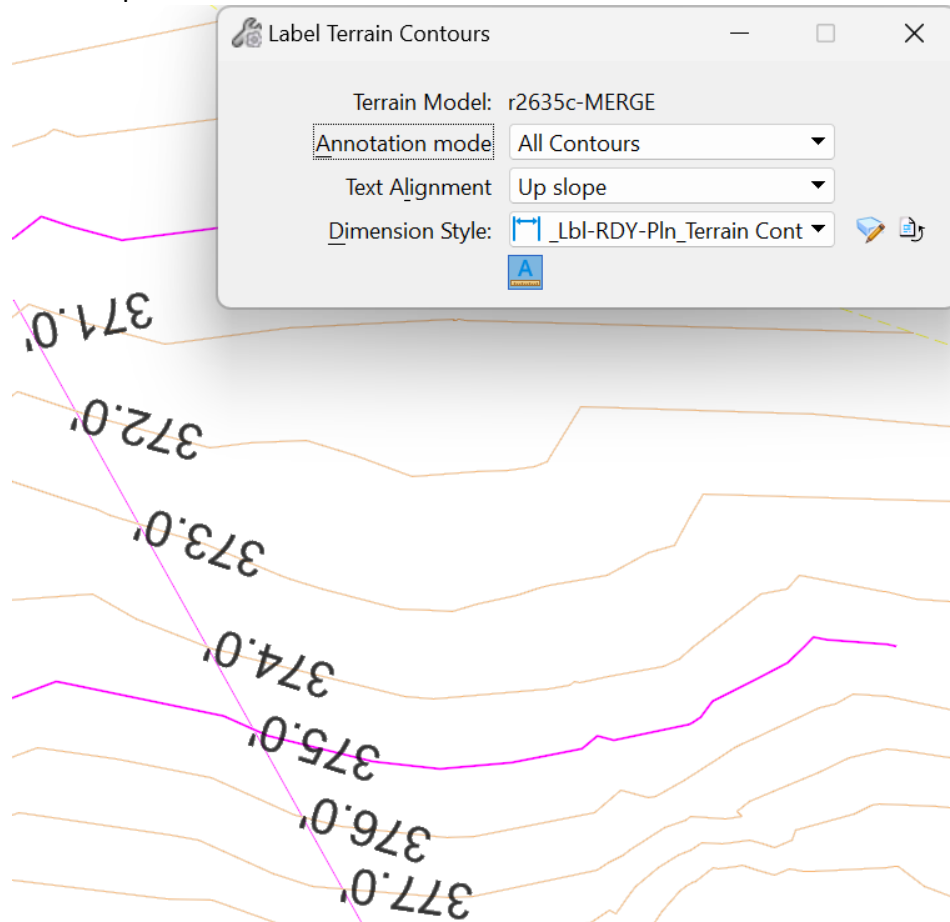 Label Terrain Contours
Terrain Model: r2635c-MERGE
Annotation mode All Contours
Text Alignment Up slope
Dimension Style: _Lbl-RDY-Pln_Terrain Cont
A
371.0'
372.0'
373.0'
374.0'
375.0'
376.0'
377.0'